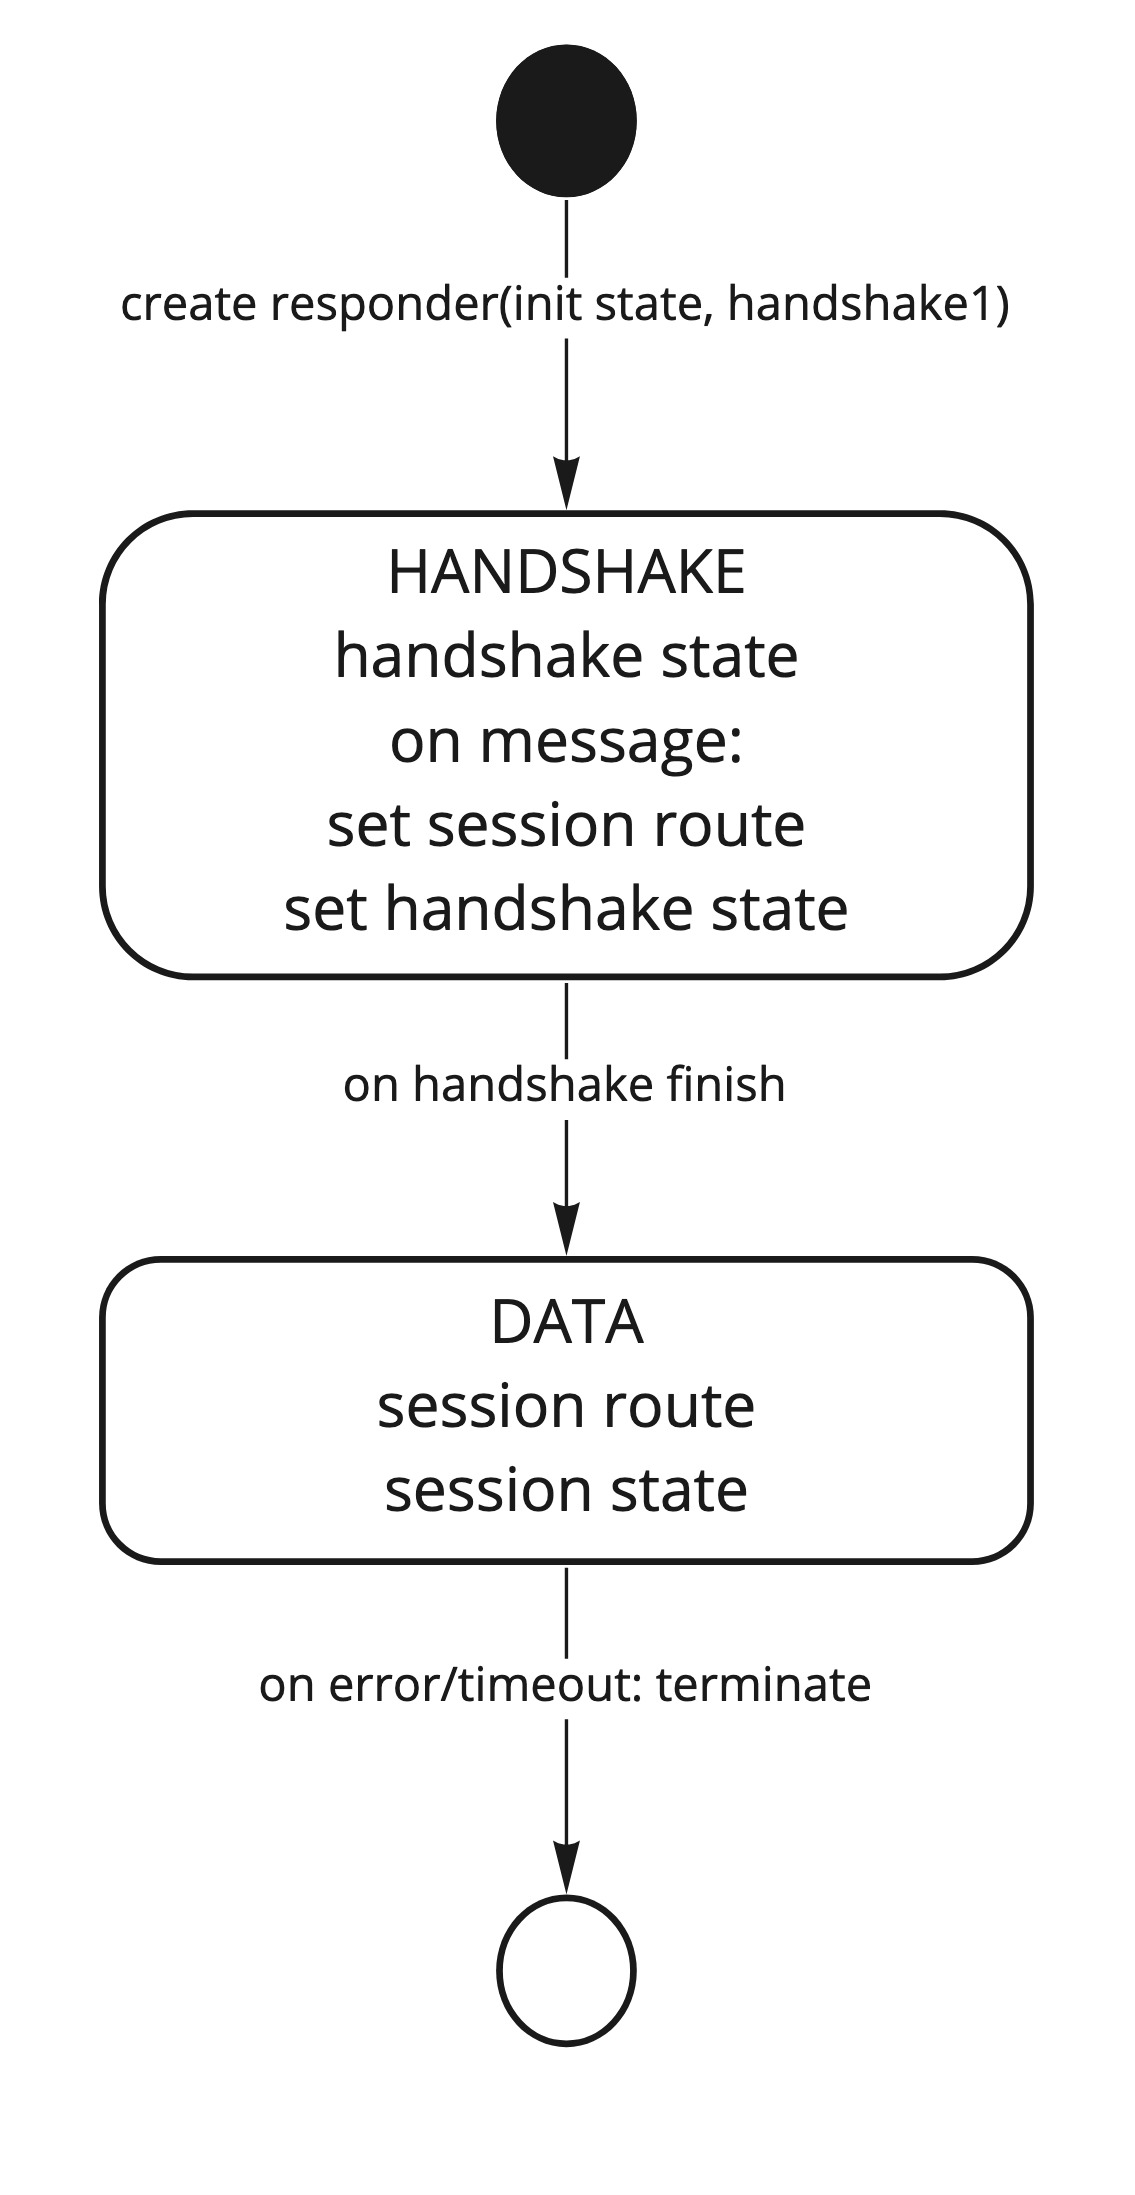 create responder(init state, handshake1)
HANDSHAKE
handshake state
on message:
set session route
set handshake state
on handshake finish
DATA
session route
session state
on error/timeout: terminate